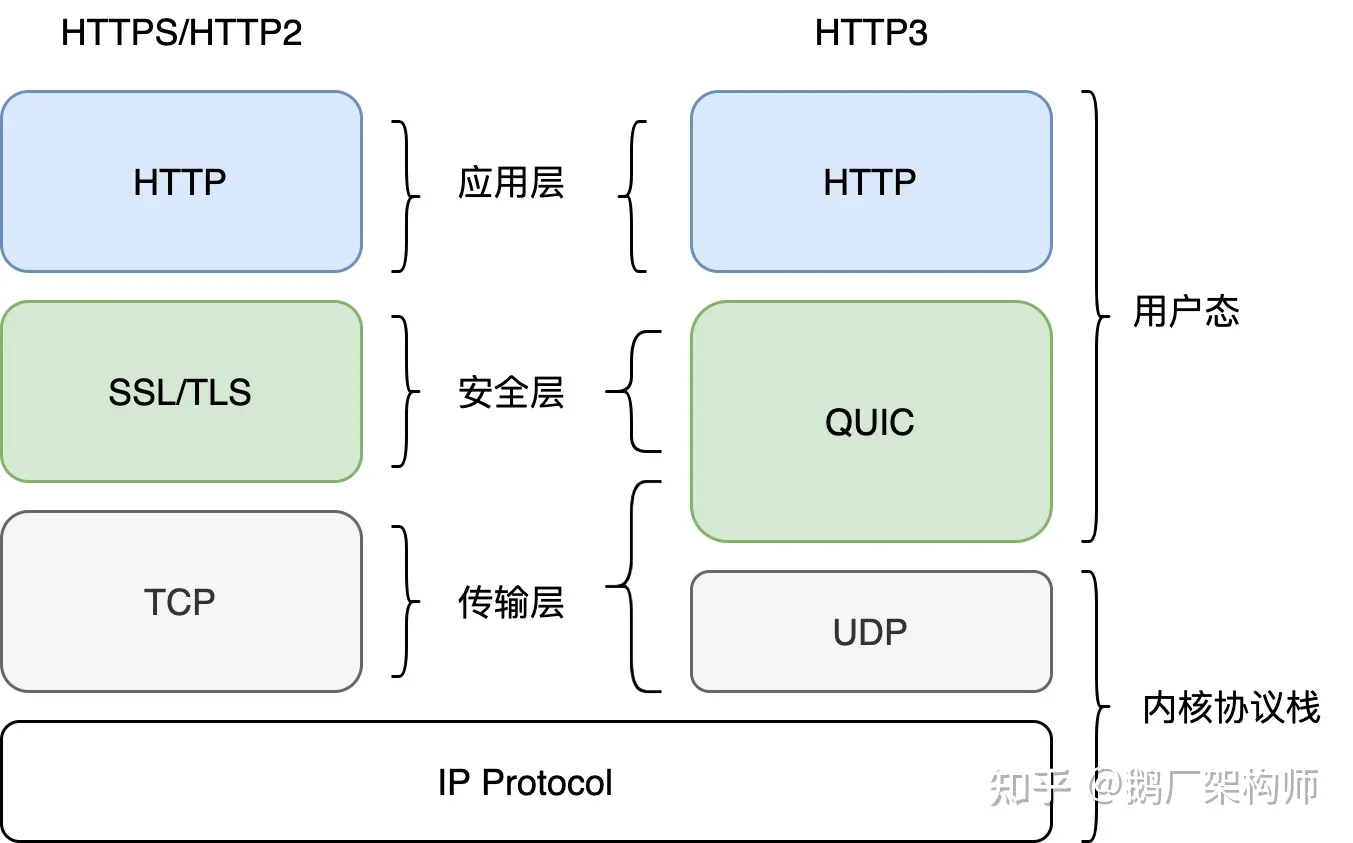 HTTPS/HTTP2
HTTP3
HTTP
应用层
HTTP
用户态
SSL/TLS
安全层
QUIC
TCP
传输层
UDP
内核协议栈
IP Protocol
知乎 @鹅厂架构师